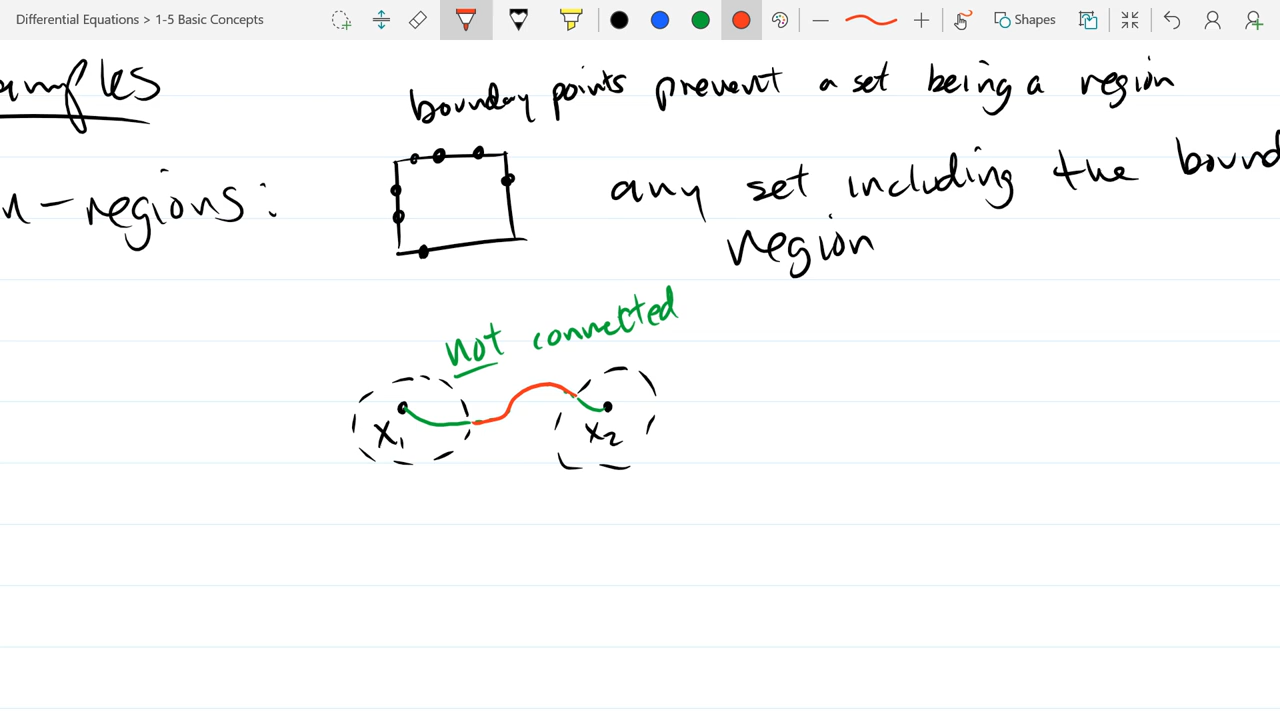 Differential Equations > 1-5 Basic Concepts
Shapes
amples
boundary points prevent a set being a region
n-regions:
any set including the bound
region
not connected
x₁
x₂